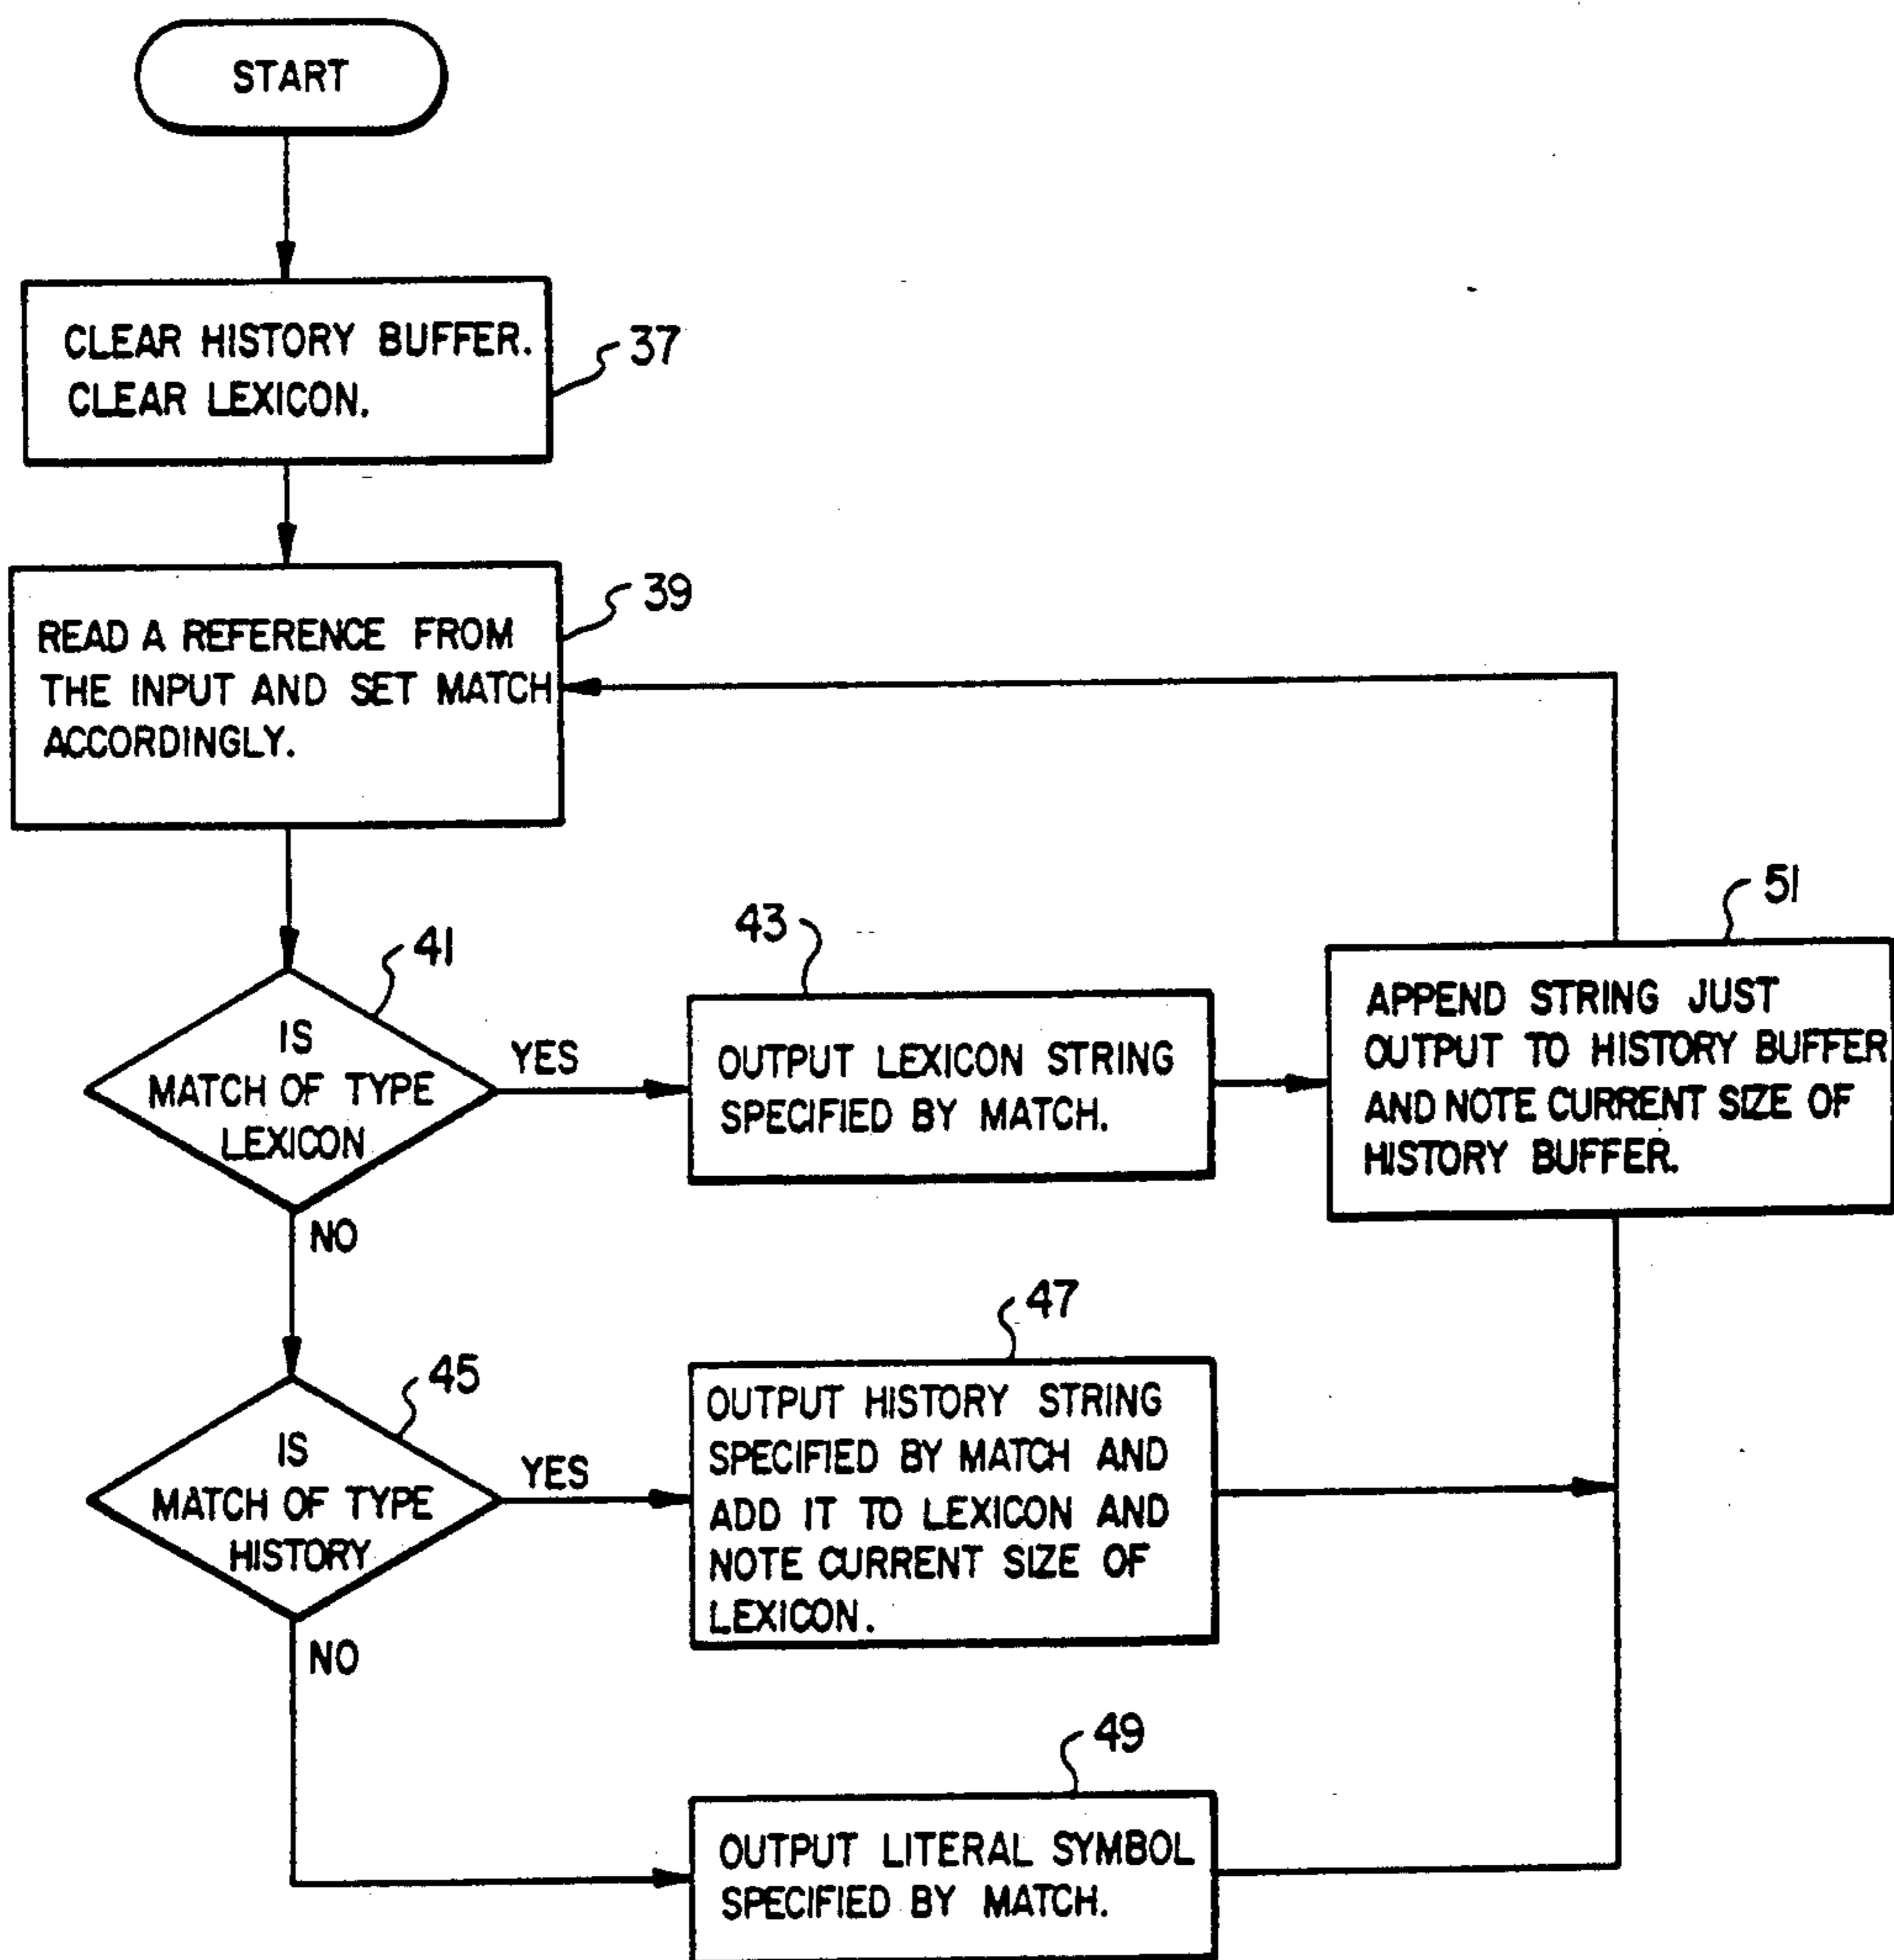 START
CLEAR HISTORY BUFFER.
CLEAR LEXICON.
37
READ A REFERENCE FROM
THE INPUT AND SET MATCH
ACCORDINGLY.
39
IS
MATCH OF TYPE
LEXICON
41
YES
NO
43
OUTPUT LEXICON STRING
SPECIFIED BY MATCH.
51
APPEND STRING JUST
OUTPUT TO HISTORY BUFFER
AND NOTE CURRENT SIZE OF
HISTORY BUFFER.
IS
MATCH OF TYPE
HISTORY
45
YES
NO
47
OUTPUT HISTORY STRING
SPECIFIED BY MATCH AND
ADD IT TO LEXICON AND
NOTE CURRENT SIZE OF
LEXICON.
49
OUTPUT LITERAL SYMBOL
SPECIFIED BY MATCH.